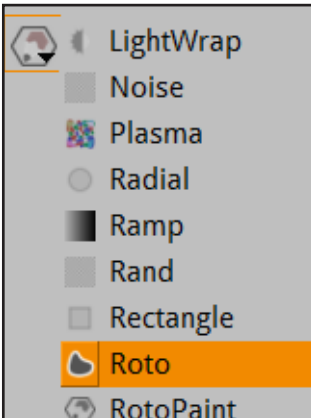 LightWrap
Noise
Plasma
Radial
Ramp
Rand
Rectangle
Roto
RotoPaint